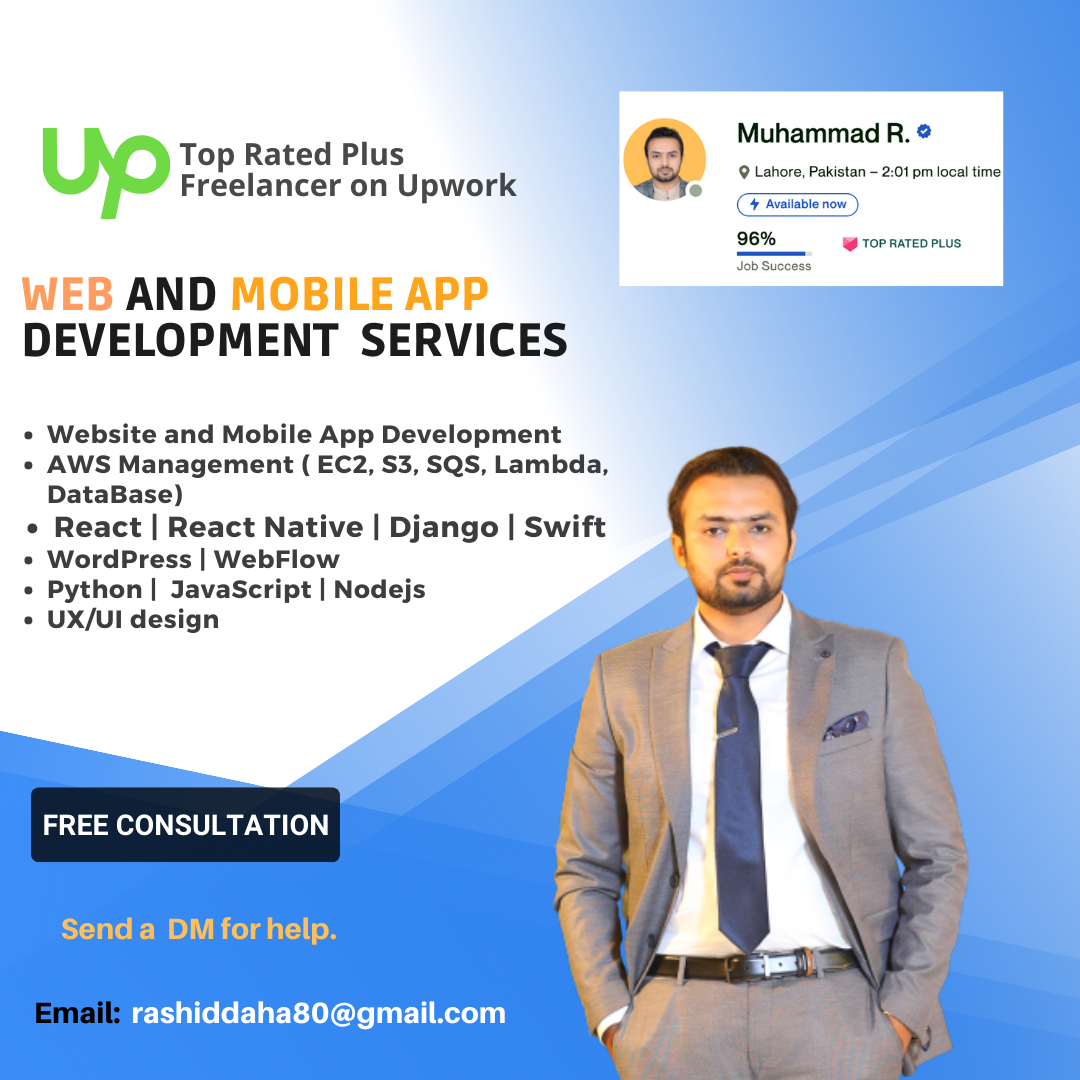 Up
Top Rated Plus
Freelancer on Upwork
Muhammad R.
Lahore, Pakistan – 2:01 pm local time
Available now
96%
Job Success
TOP RATED PLUS
WEB AND MOBILE APP
DEVELOPMENT SERVICES
• Website and Mobile App Development
• AWS Management ( EC2, S3, SQS, Lambda,
DataBase)
• React | React Native | Django | Swift
• WordPress | WebFlow
• Python | JavaScript | Nodejs
• UX/UI design
FREE CONSULTATION
Send a DM for help.
Email: rashiddaha80@gmail.com